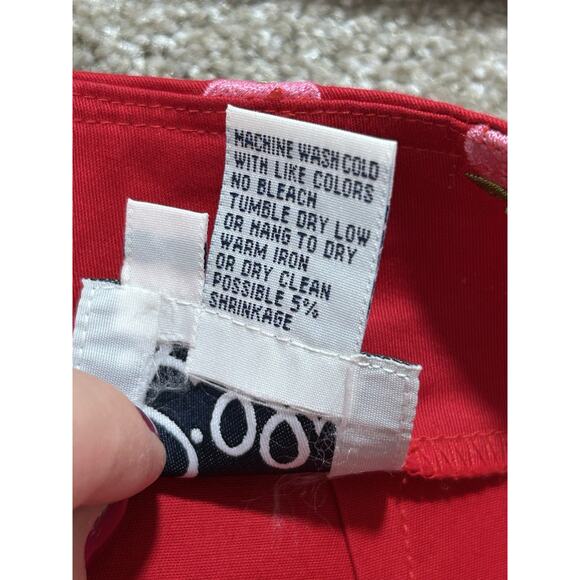 MACHINE WASH COLD
WITH LIKE COLORS
NO BLEACH
TUMBLE DRY LOW
OR HANG TO DRY
WARM IRON
OR DRY CLEAN
POSSIBLE 5%
SHRINKAGE